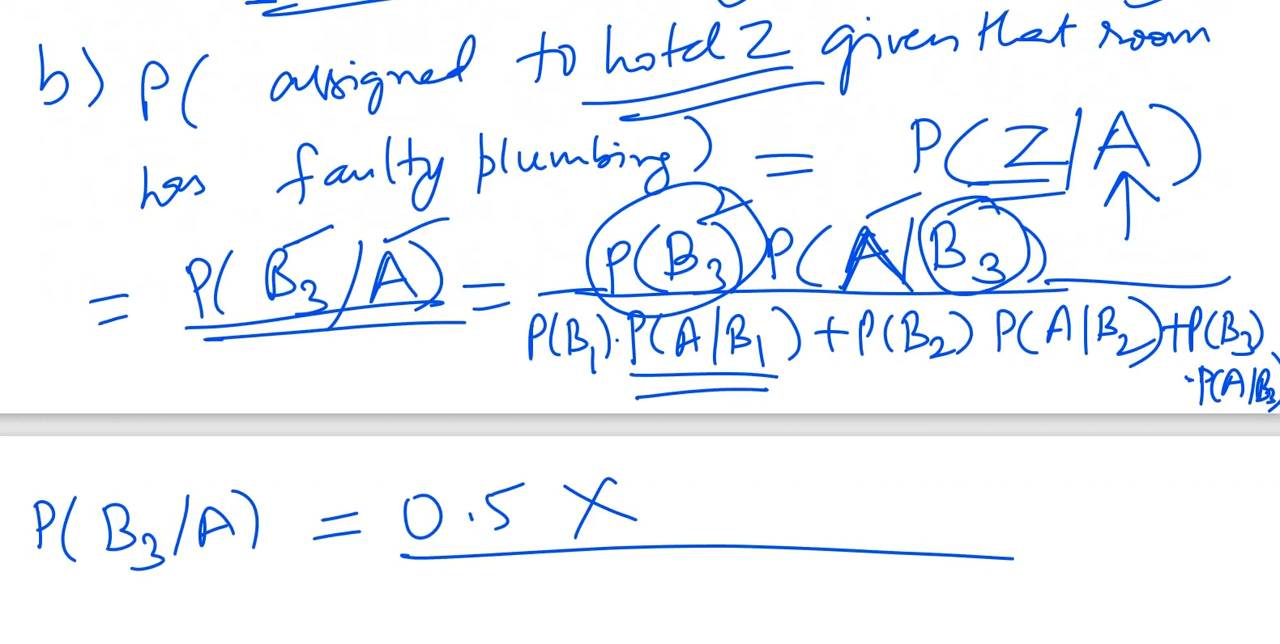 b) P( assigned to hotel Z given that room
has faulty plumbing) = P(Z/A)
= P(B₃/A) = P(B₃)P(A/B₃)
P(B₁).P(A/B₁)+P(B₂) P(A|B₂)+P(B₃)
.P(A/B₃)
P(B₃/A) = 0.5 X